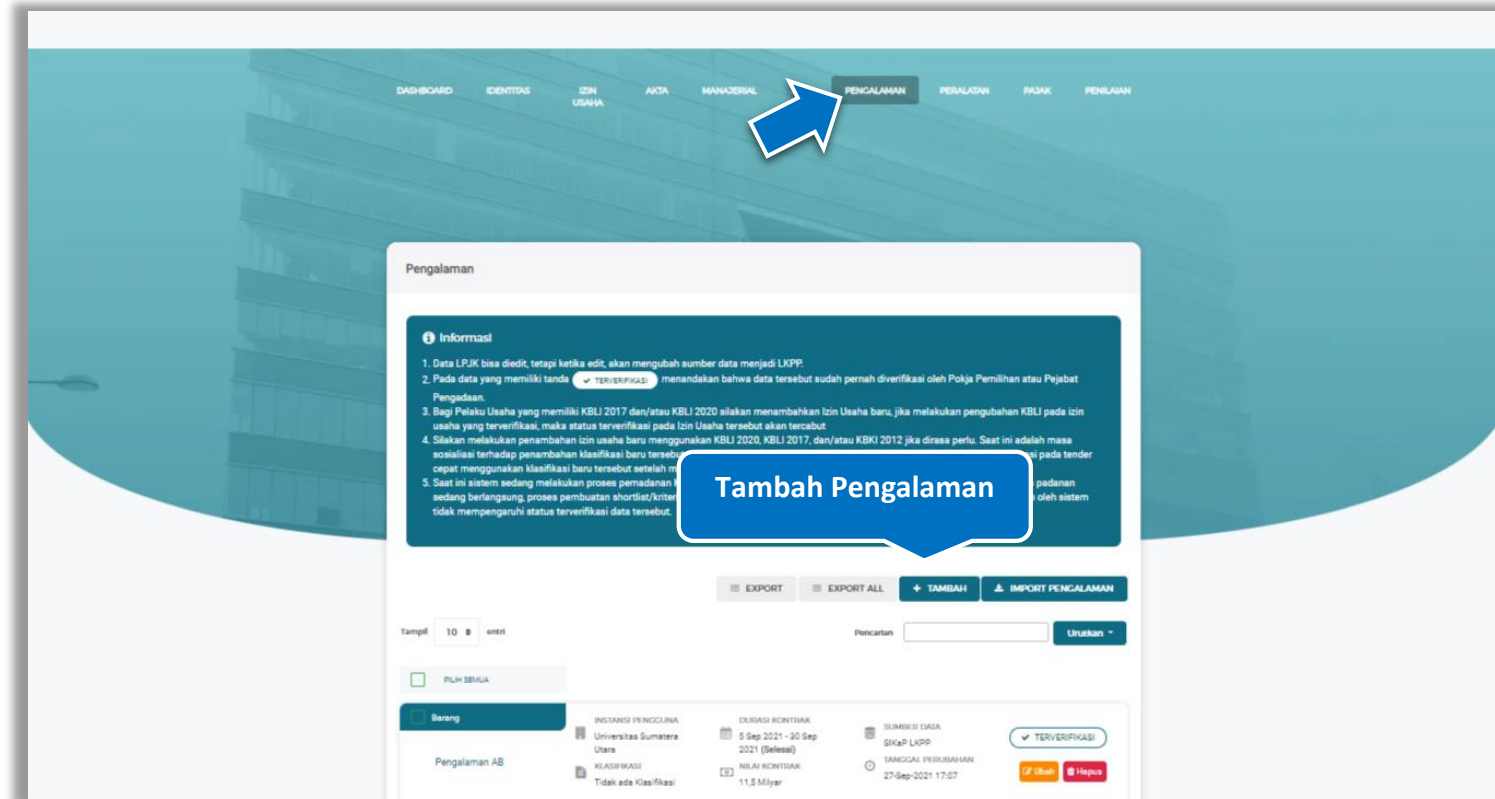 DASHBOARD IDENTITAS IZIN USAHA AKTA MANAJERIAL PENGALAMAN PERALATAN PAJAK PENILAIAN
Pengalaman
Informasi
1. Data LPJK bisa diedit, tetapi ketika edit, akan mengubah sumber data menjadi LKPP.
2. Pada data yang memiliki tanda TERVERIFIKASI menandakan bahwa data tersebut sudah pernah diverifikasi oleh Pokja Pemilihan atau Pejabat
Pengadaan.
3. Bagi Pelaku Usaha yang memiliki KBLI 2017 dan/atau KBLI 2020 silakan menambahkan Izin Usaha baru, jika melakukan pengubahan KBLI pada izin
usaha yang terverifikasi, maka status terverifikasi pada Izin Usaha tersebut akan tercabut
4. Silakan melakukan penambahan izin usaha baru menggunakan KBLI 2020, KBLI 2017, dan/atau KBKI 2012 jika dirasa perlu. Saat ini adalah masa
sosialiasi terhadap penambahan klasifikasi baru tersebut si pada tender
cepat menggunakan klasifikasi baru tersebut setelah m
5. Saat ini sistem sedang melakukan proses pemadanan padanan
sedang berlangsung, proses pembuatan shortlist/kriter oleh sistem
tidak mempengaruhi status terverifikasi data tersebut.
Tambah Pengalaman
EXPORT EXPORT ALL + TAMBAH IMPORT PENGALAMAN
Tampil 10 entri Pencarian Urutkan
PILIH SEMUA
Barang
Pengalaman AB
INSTANSI PENGGUNA
Universitas Sumatera
Utara
KLASIFIKASI
Tidak ada Klasifikasi
DURASI KONTRAK
5 Sep 2021 - 30 Sep
2021 (Selesai)
NILAI KONTRAK
11,5 Milyar
SUMBER DATA
SIKaP LKPP
TANGGAL PERUBAHAN
27-Sep-2021 17:07
TERVERIFIKASI
Ubah Hapus